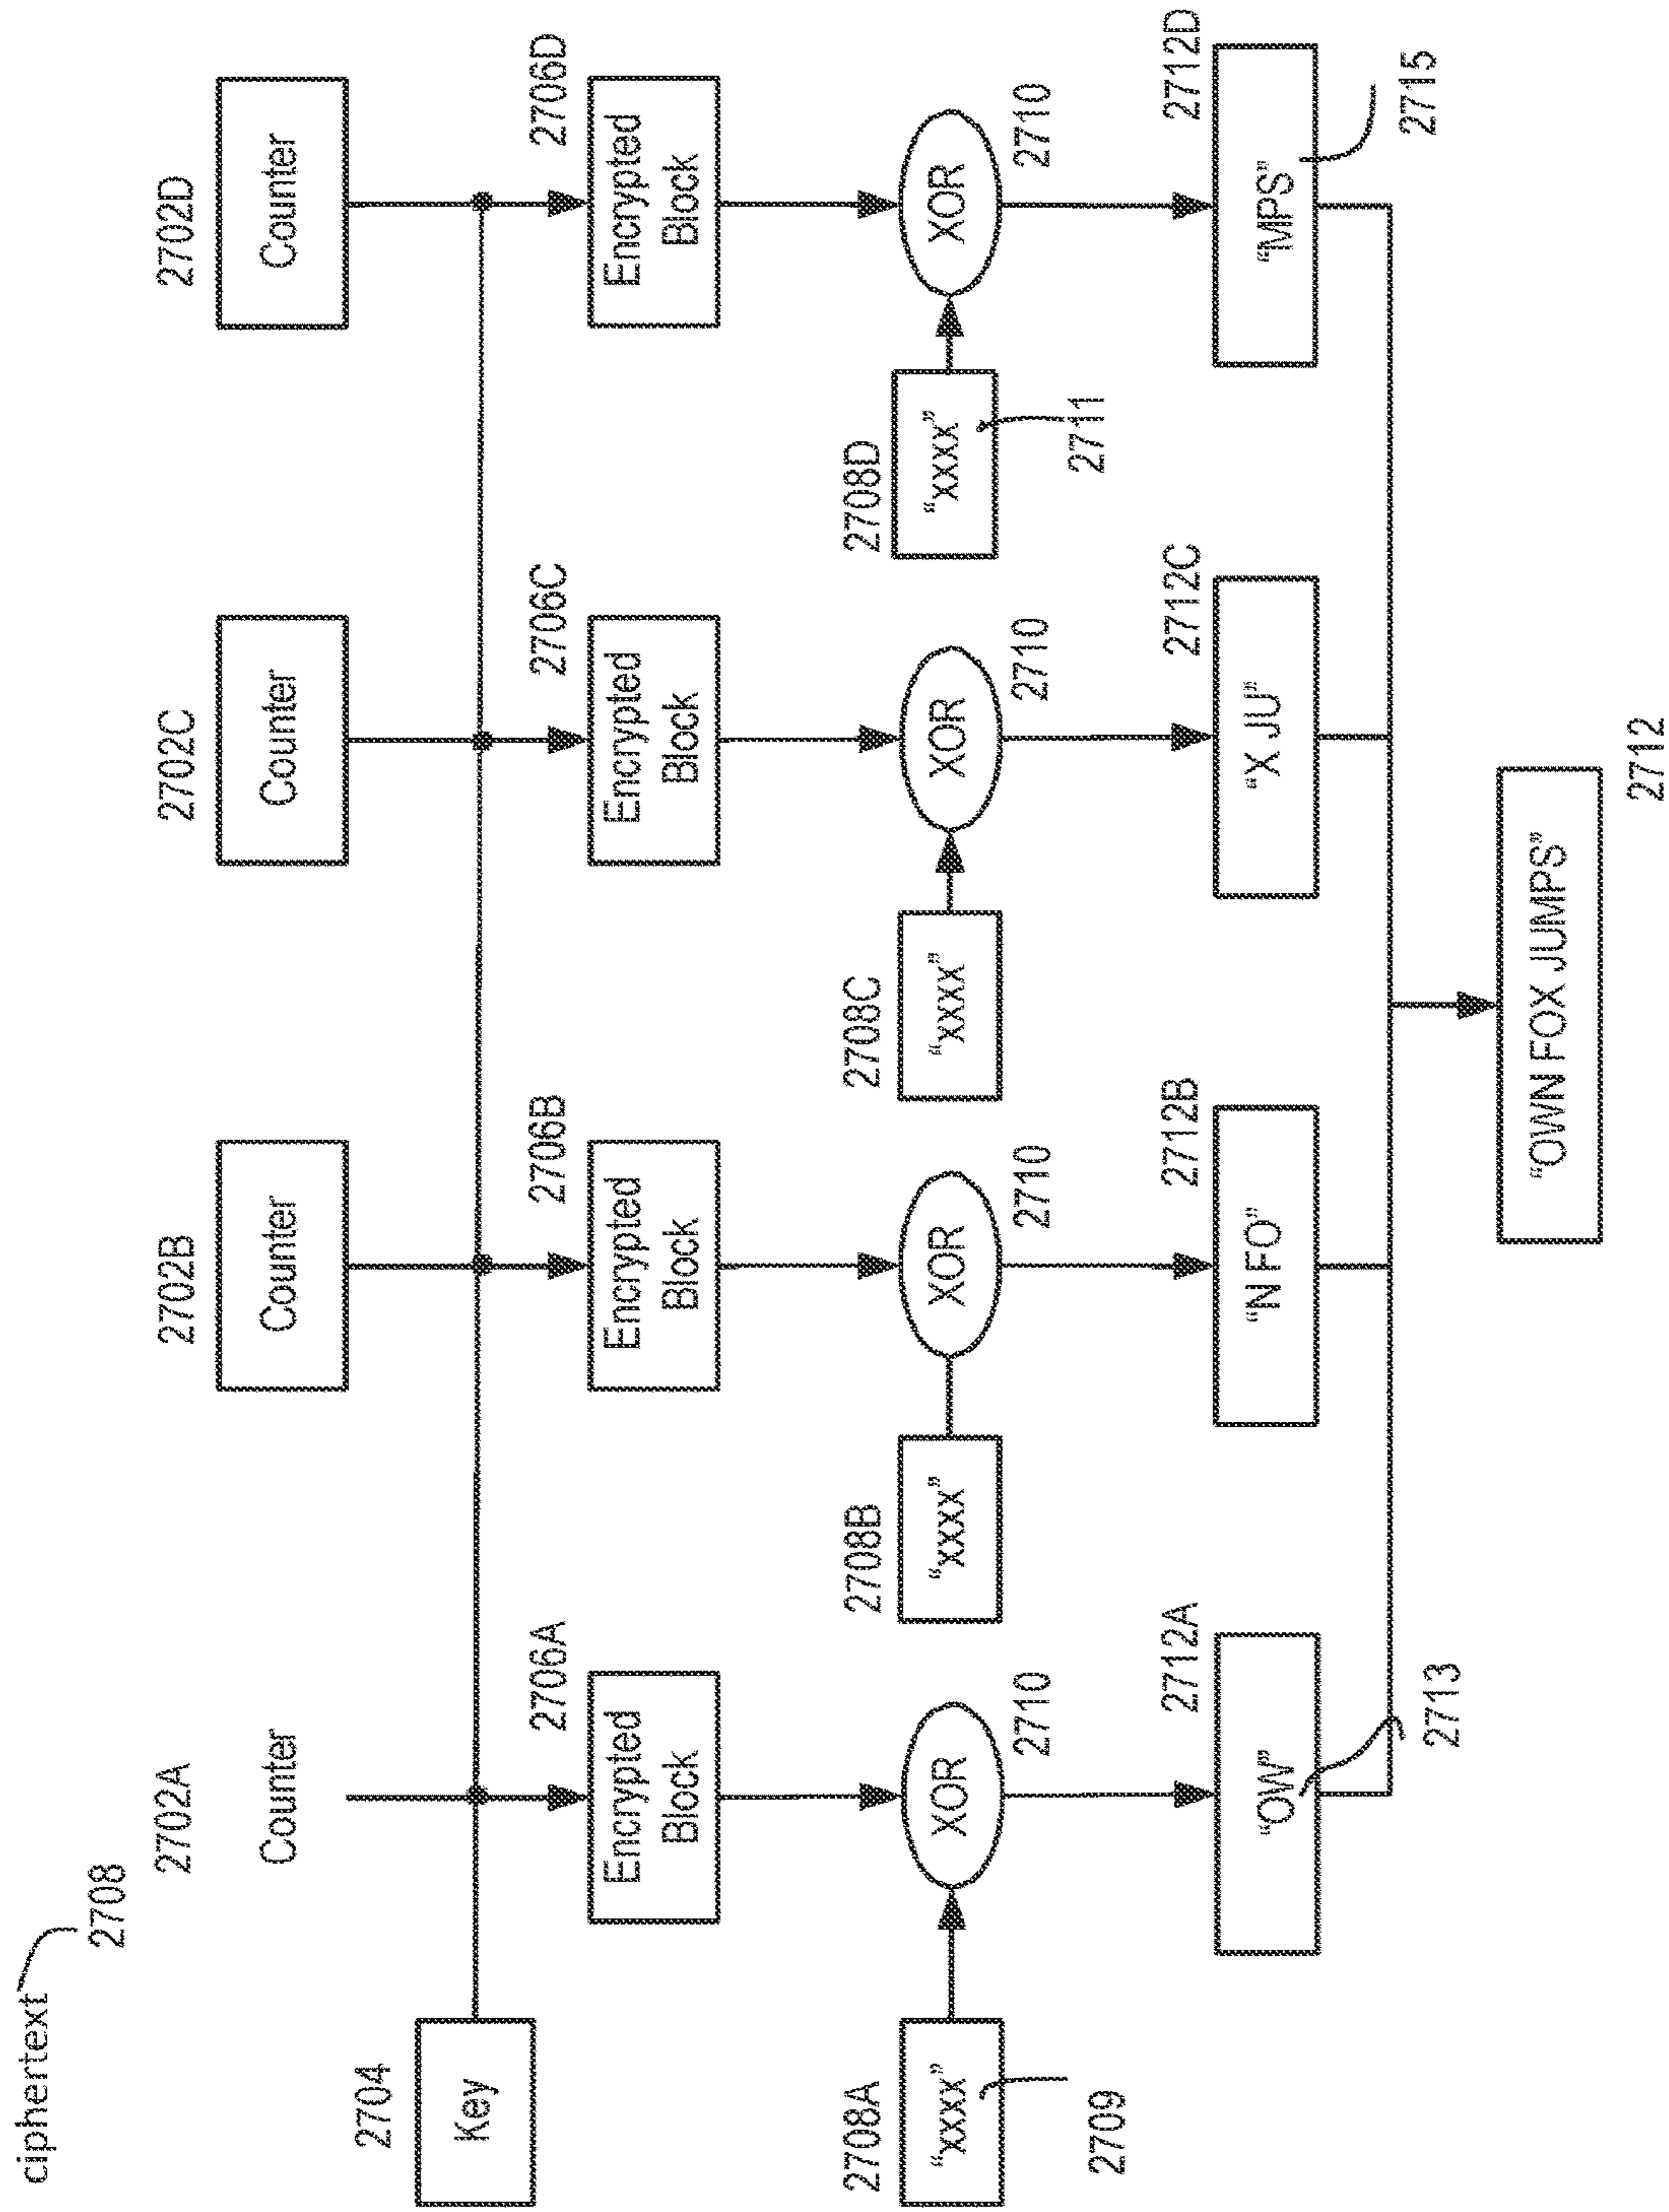 ciphertext
2708
2702A
2702B
2702C
2702D
Counter
Counter
Counter
Counter
2704
Key
2706A
2706B
2706C
2706D
Encrypted
Block
Encrypted
Block
Encrypted
Block
Encrypted
Block
2708A
2708B
2708C
2708D
"xxxx"
XOR
"xxxx"
XOR
"xxxx"
XOR
"xxxx"
XOR
2709
2710
2710
2710
2711
2710
2712A
2712B
2712C
2712D
"OW"
"N FO"
"X JU"
"MPS"
2713
2715
"OWN FOX JUMPS"
2712